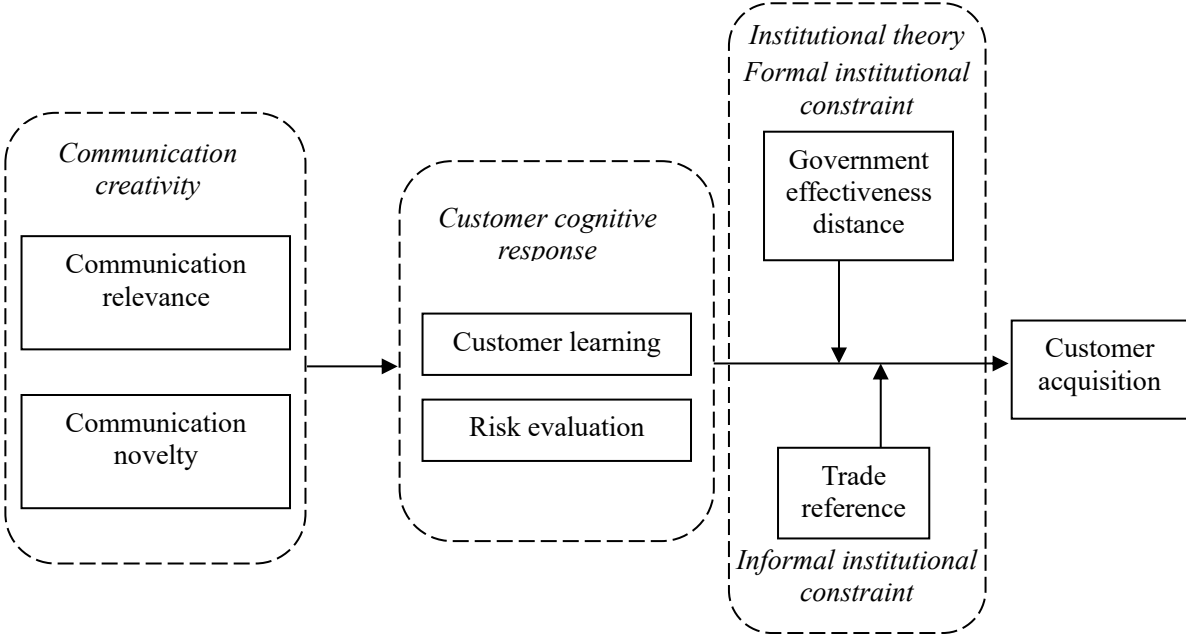 Communication
creativity
Communication
relevance
Communication
novelty
Customer cognitive
response
Customer learning
Risk evaluation
Institutional theory
Formal institutional
constraint
Government
effectiveness
distance
Trade
reference
Informal institutional
constraint
Customer
acquisition